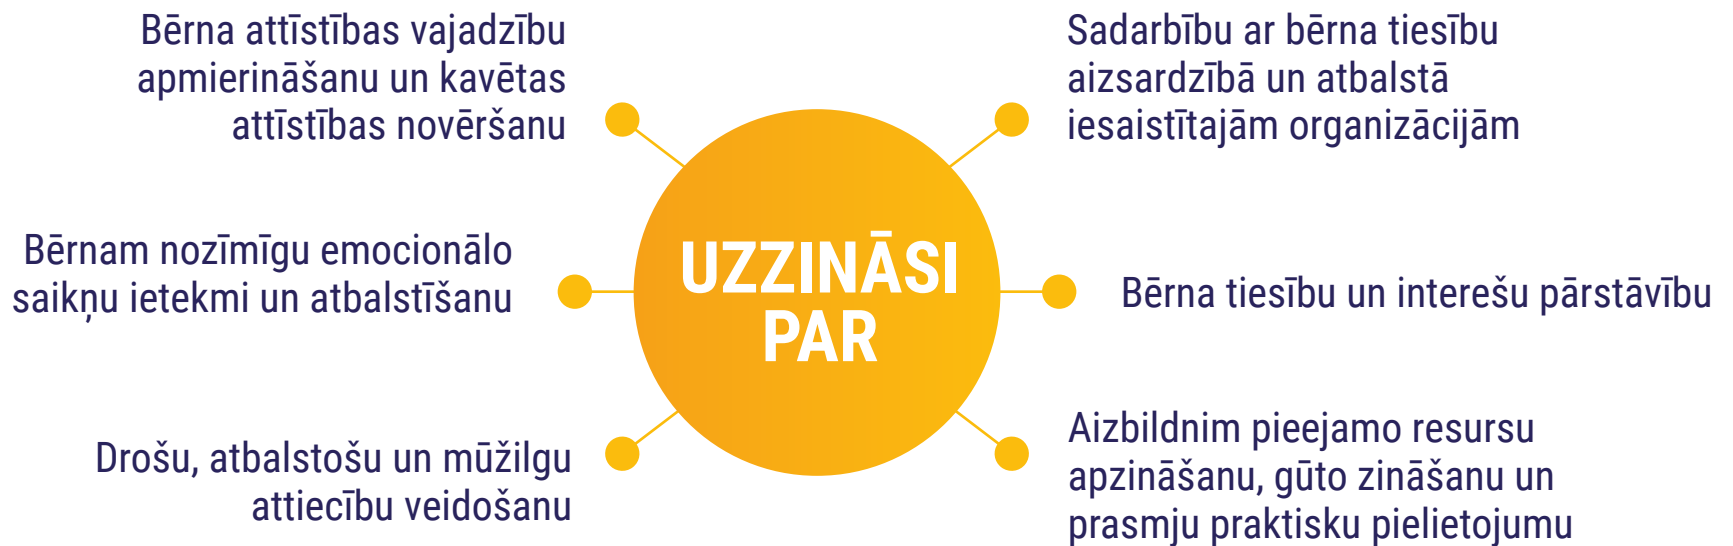 Bērna attīstības vajadzību
apmierināšanu un kavētas
attīstības novēršanu
Bērnam nozīmīgu emocionālo
saikņu ietekmi un atbalstīšanu
Drošu, atbalstošu un mūžilgu
attiecību veidošanu
UZZINĀSI
PAR
Sadarbību ar bērna tiesību
aizsardzībā un atbalstā
iesaistītajām organizācijām
Bērna tiesību un interešu pārstāvību
Aizbildnim pieejamo resursu
apzināšanu, gūto zināšanu un
prasmju praktisku pielietojumu